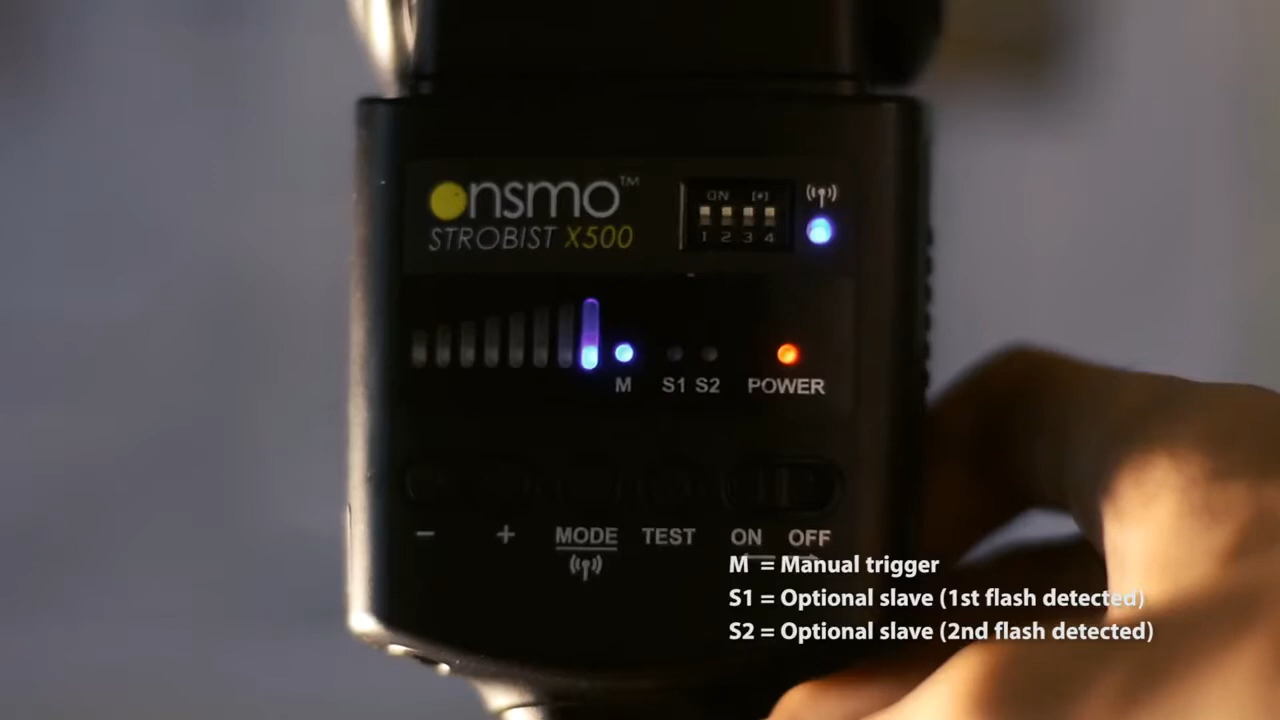 onsmo™
STROBIST X500
ON [•]
1 2 3 4
M S1 S2 POWER
- + MODE TEST ON OFF
M = Manual trigger
S1 = Optional slave (1st flash detected)
S2 = Optional slave (2nd flash detected)